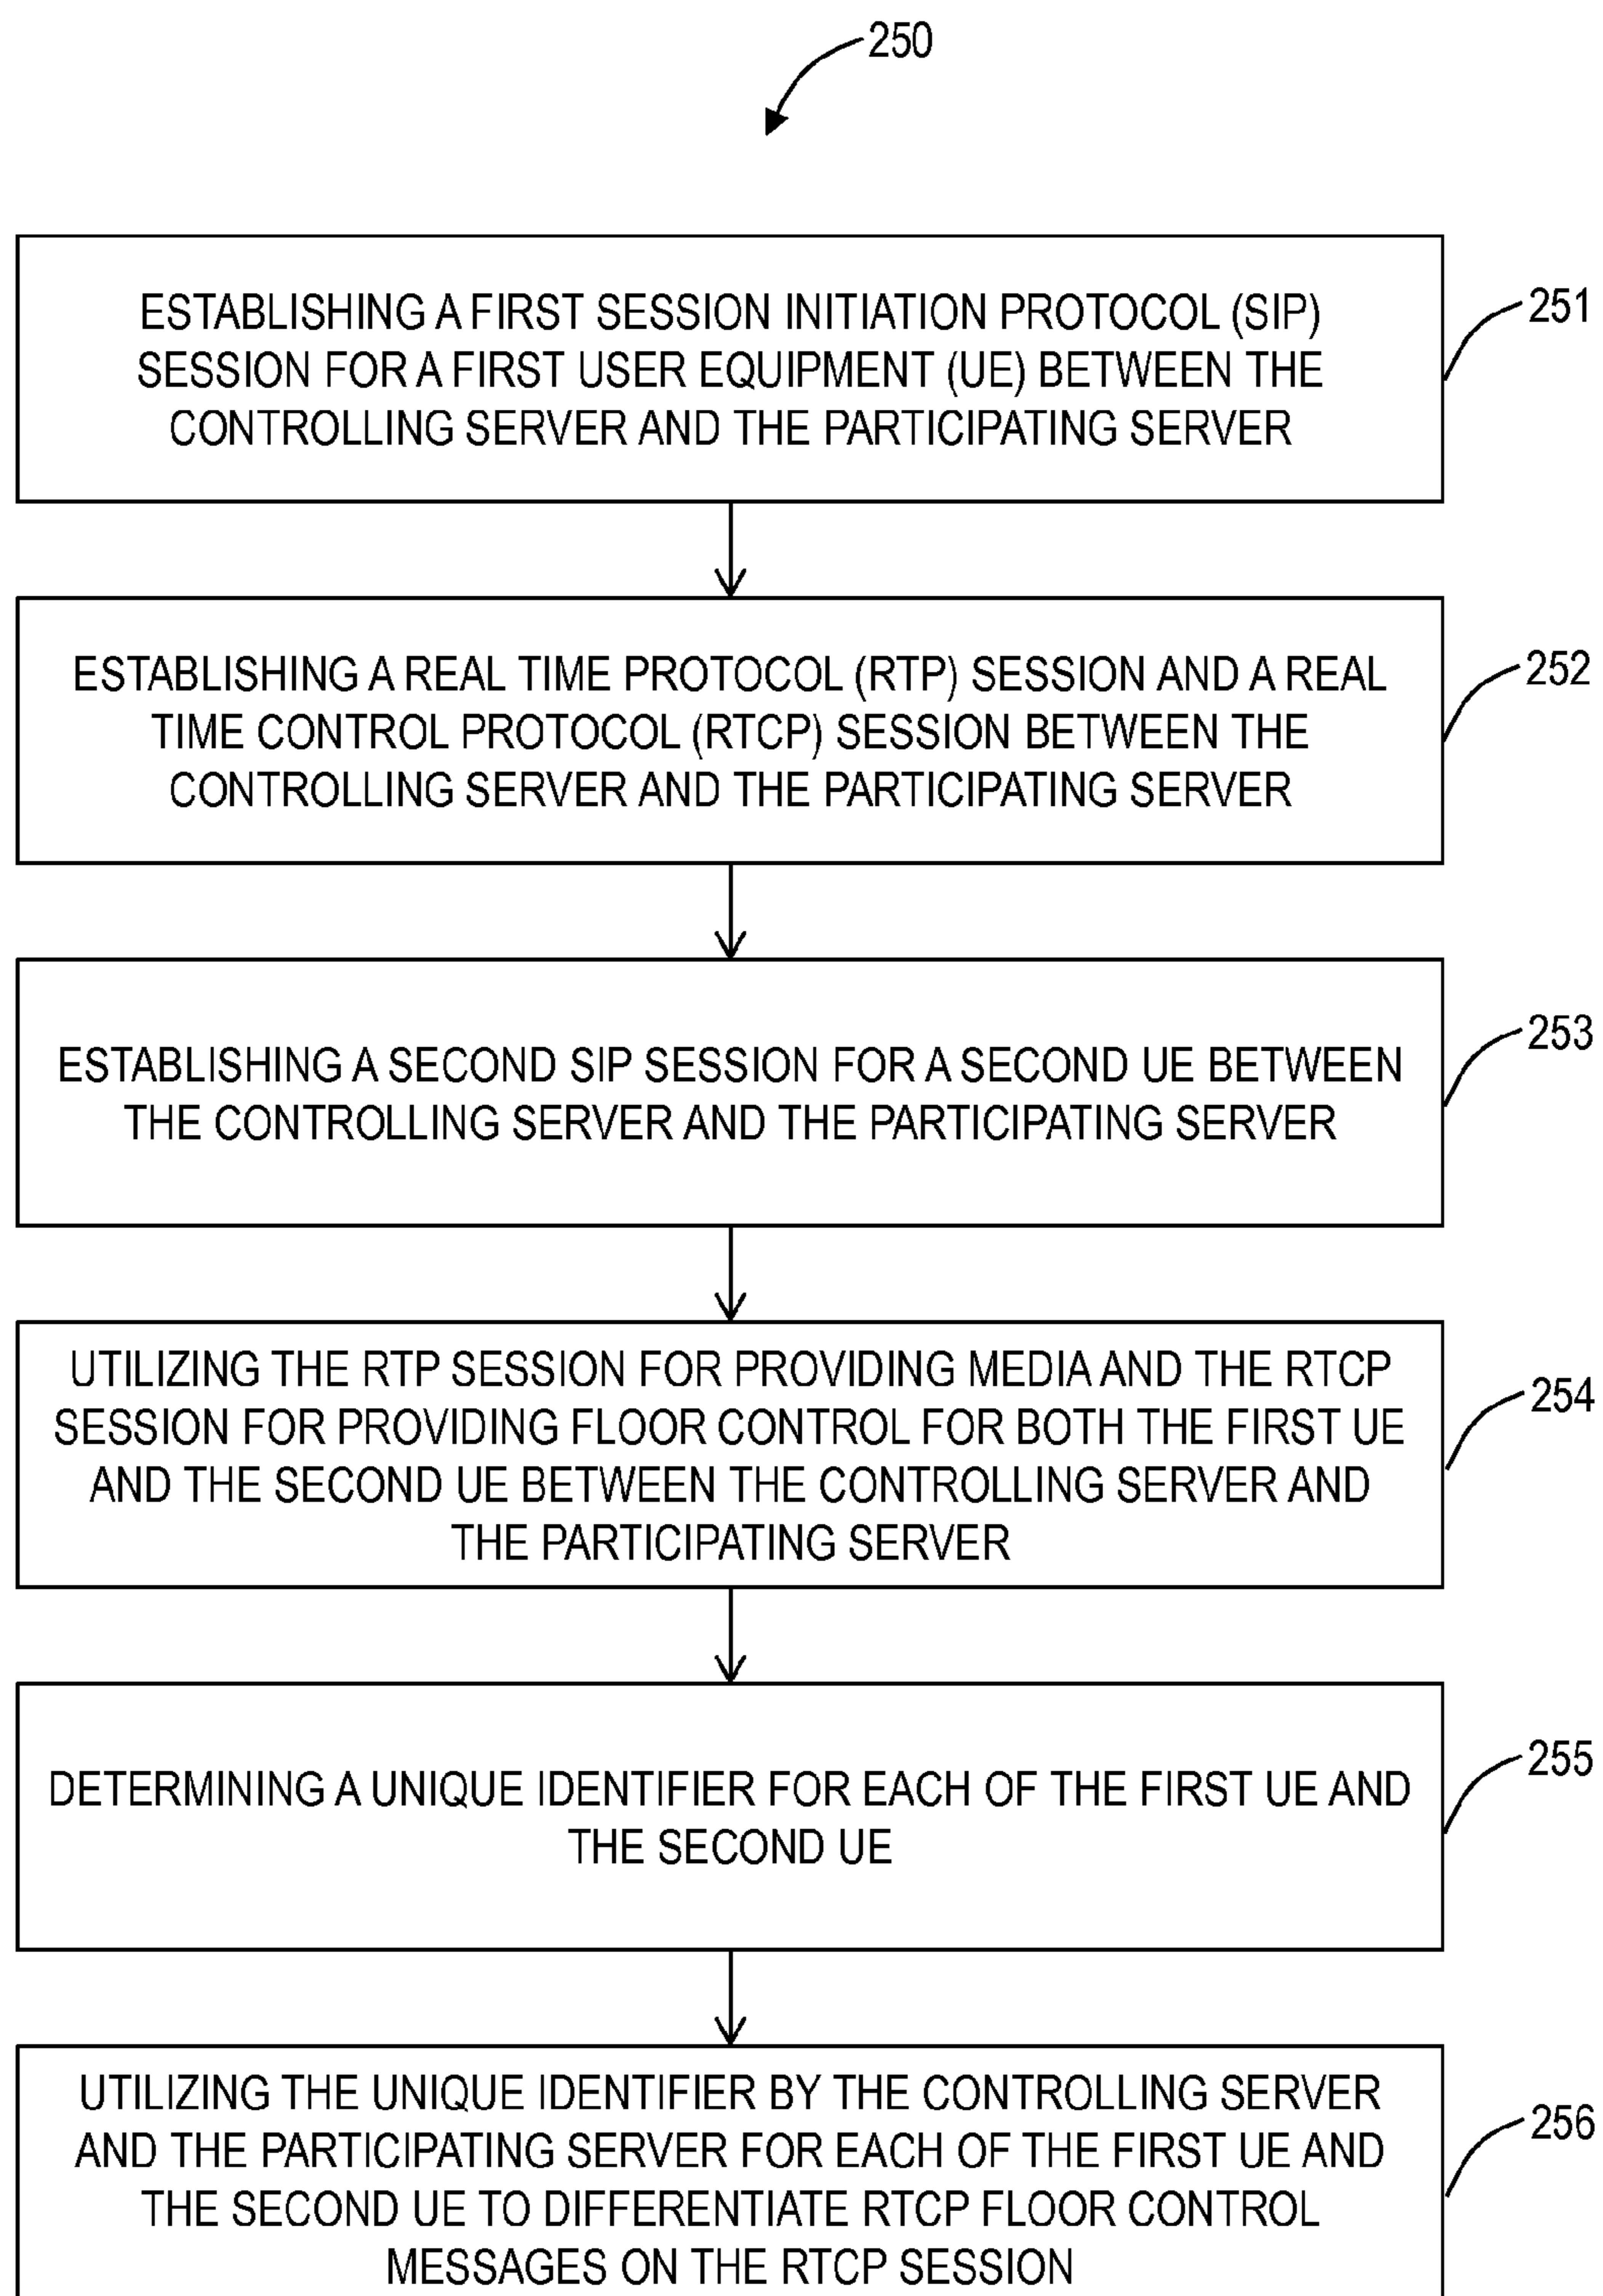 250
ESTABLISHING A FIRST SESSION INITIATION PROTOCOL (SIP)
SESSION FOR A FIRST USER EQUIPMENT (UE) BETWEEN THE
CONTROLLING SERVER AND THE PARTICIPATING SERVER
251
ESTABLISHING A REAL TIME PROTOCOL (RTP) SESSION AND A REAL
TIME CONTROL PROTOCOL (RTCP) SESSION BETWEEN THE
CONTROLLING SERVER AND THE PARTICIPATING SERVER
252
ESTABLISHING A SECOND SIP SESSION FOR A SECOND UE BETWEEN
THE CONTROLLING SERVER AND THE PARTICIPATING SERVER
253
UTILIZING THE RTP SESSION FOR PROVIDING MEDIA AND THE RTCP
SESSION FOR PROVIDING FLOOR CONTROL FOR BOTH THE FIRST UE
AND THE SECOND UE BETWEEN THE CONTROLLING SERVER AND
THE PARTICIPATING SERVER
254
DETERMINING A UNIQUE IDENTIFIER FOR EACH OF THE FIRST UE AND
THE SECOND UE
255
UTILIZING THE UNIQUE IDENTIFIER BY THE CONTROLLING SERVER
AND THE PARTICIPATING SERVER FOR EACH OF THE FIRST UE AND
THE SECOND UE TO DIFFERENTIATE RTCP FLOOR CONTROL
MESSAGES ON THE RTCP SESSION
256